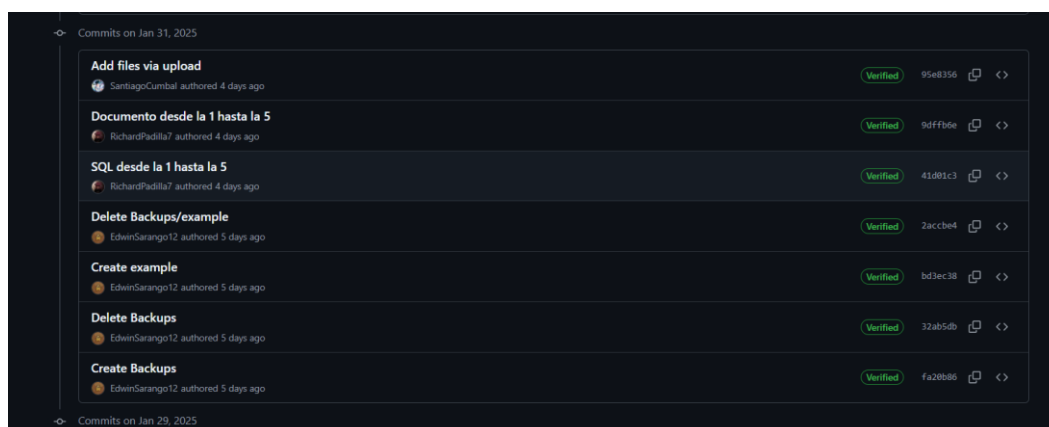 Commits on Jan 31, 2025
Add files via upload
SantiagoCumbal authored 4 days ago
Verified 95e8356
Documento desde la 1 hasta la 5
RichardPadilla7 authored 4 days ago
Verified 9dffb6e
SQL desde la 1 hasta la 5
RichardPadilla7 authored 4 days ago
Verified 41d01c3
Delete Backups/example
EdwinSarango12 authored 5 days ago
Verified 2accbe4
Create example
EdwinSarango12 authored 5 days ago
Verified bd3ec38
Delete Backups
EdwinSarango12 authored 5 days ago
Verified 32ab5db
Create Backups
EdwinSarango12 authored 5 days ago
Verified fa20b86
Commits on Jan 29, 2025